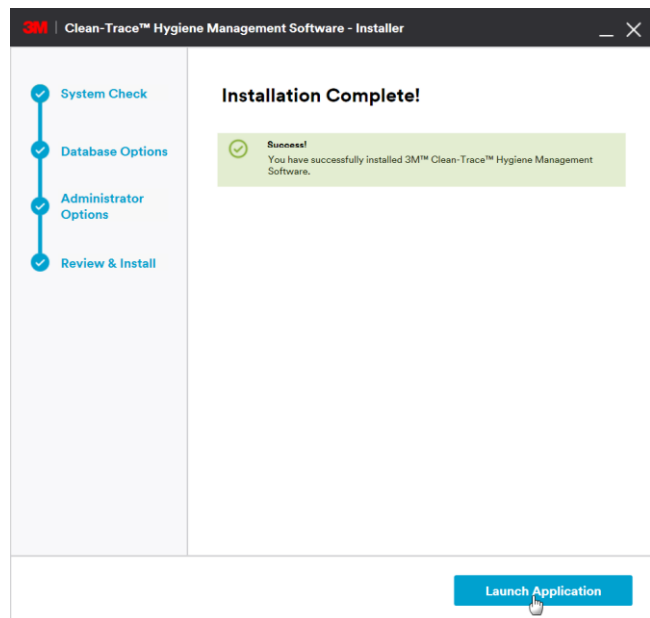 3M | Clean-Trace™ Hygiene Management Software - Installer
System Check
Database Options
Administrator
Options
Review & Install
Installation Complete!
Success!
You have successfully installed 3M™ Clean-Trace™ Hygiene Management
Software.
Launch Application